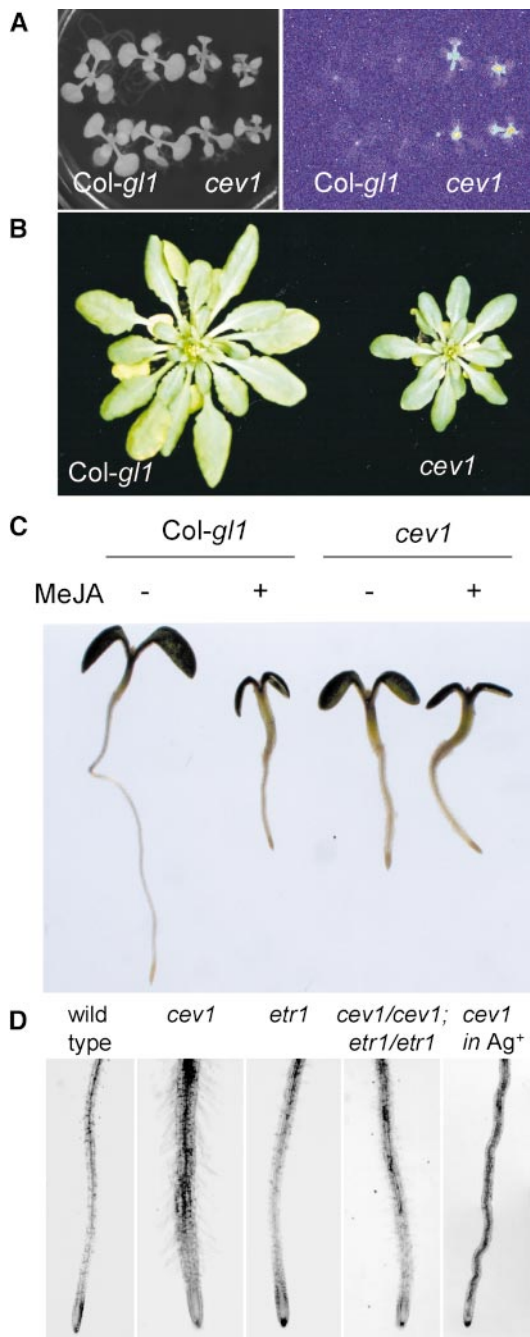 A
Col-gl1 cev1 Col-gl1 cev1
B
Col-gl1 cev1
C
Col-gl1 cev1
MeJA - + - +
D
wild type cev1 etr1 cev1/cev1; etr1/etr1 cev1 in Ag⁺